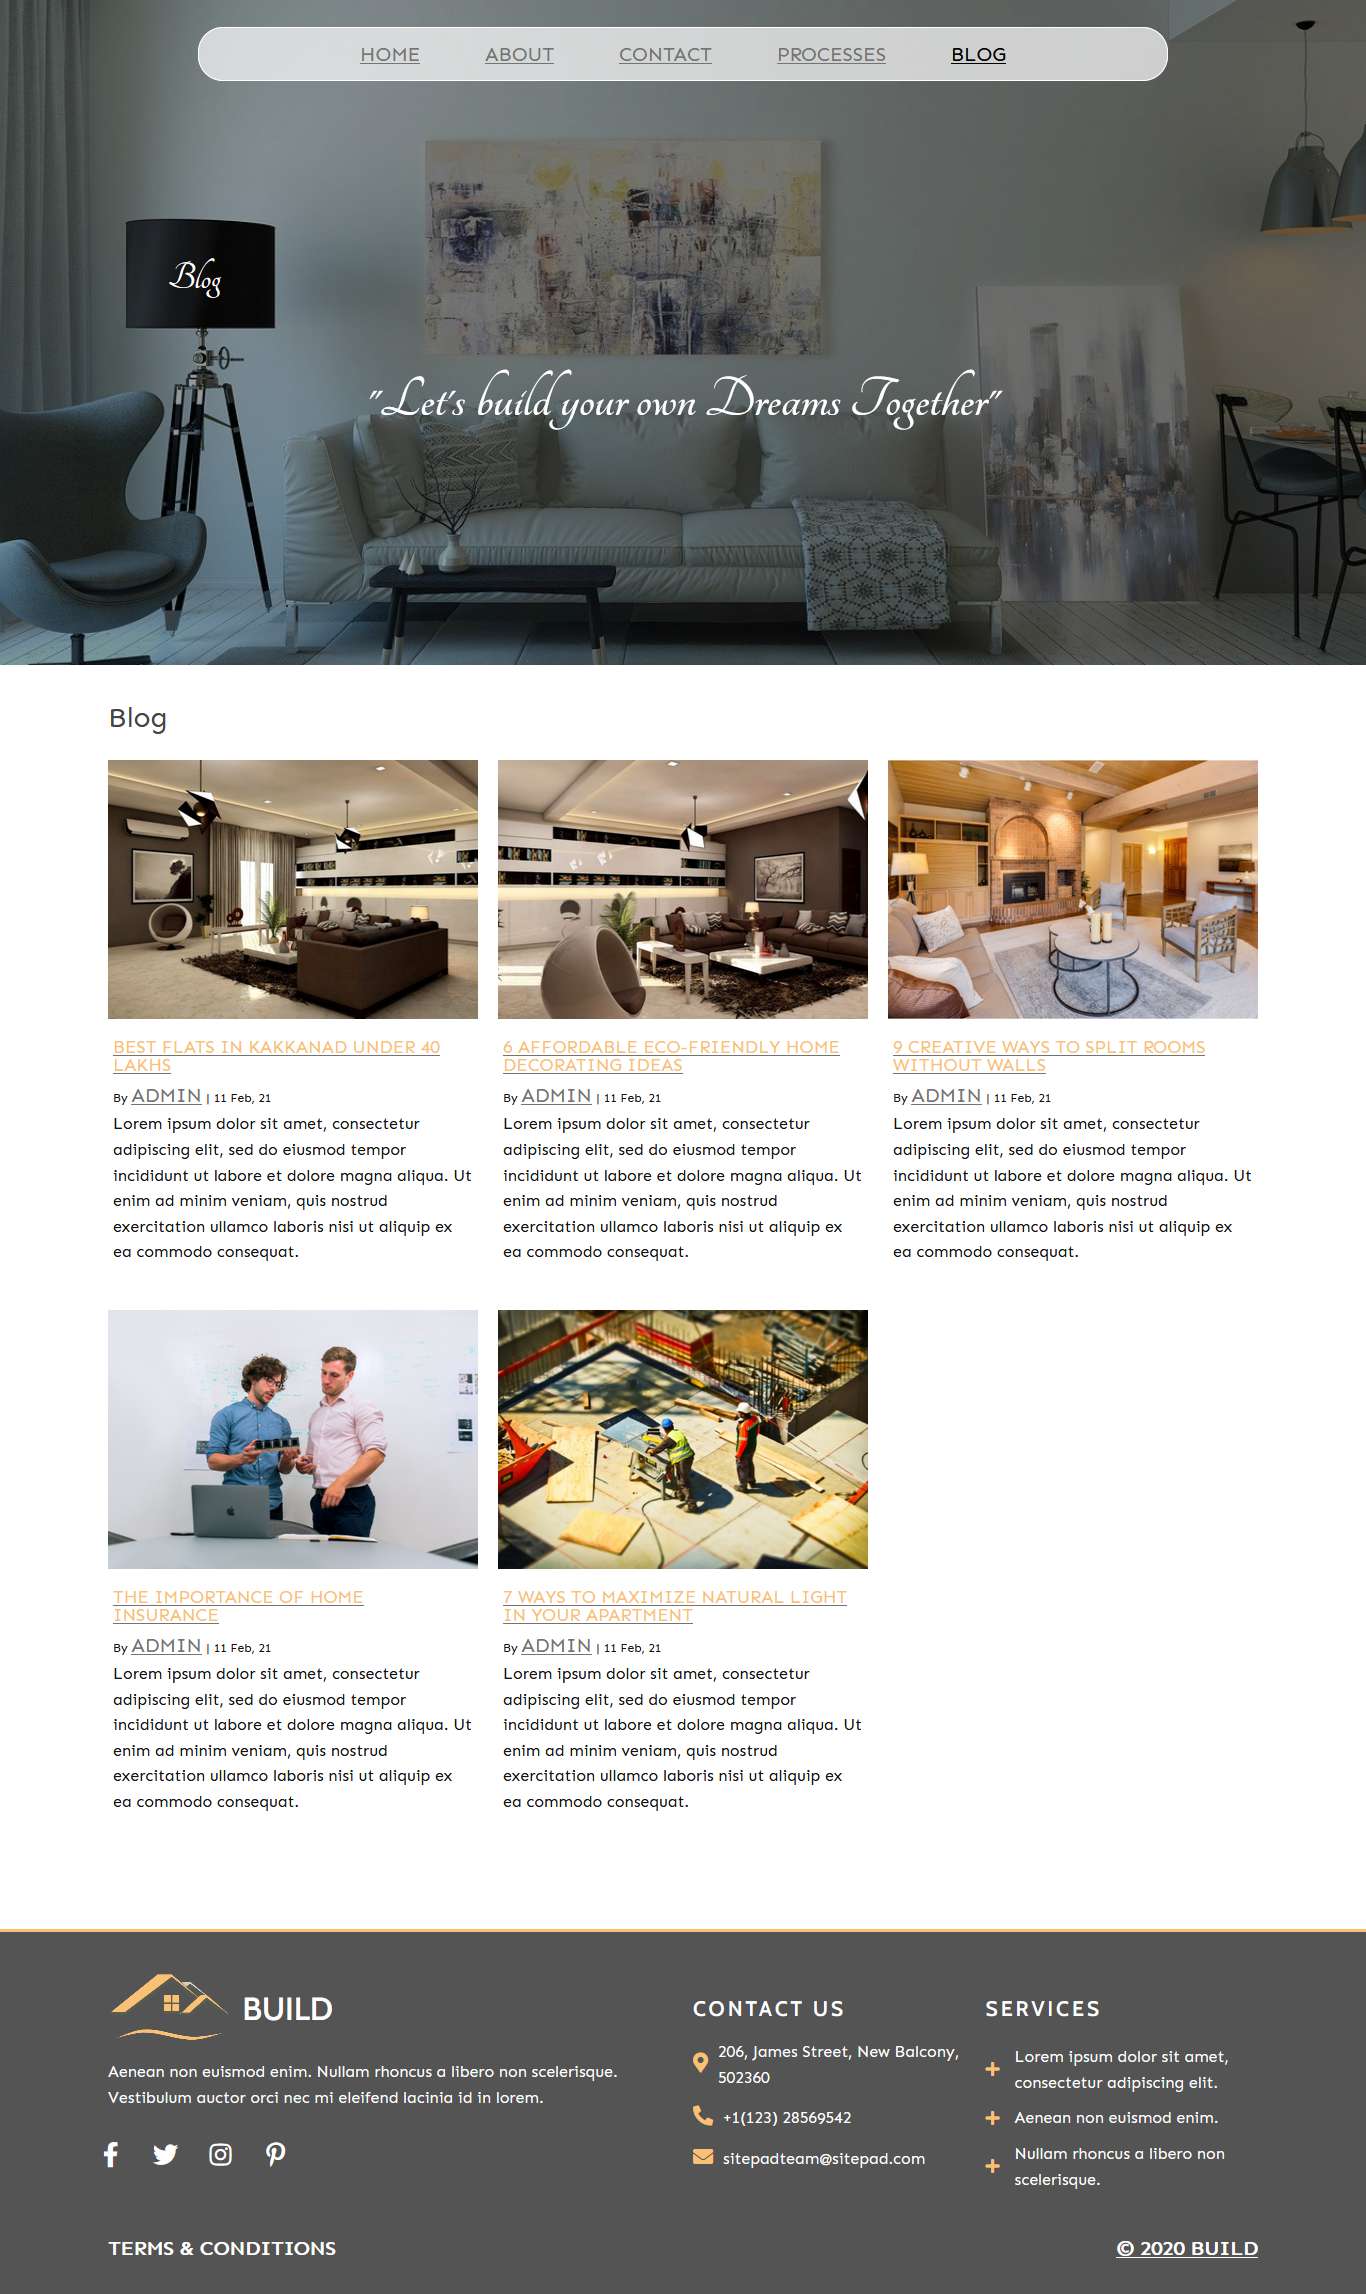 HOME ABOUT CONTACT PROCESSES BLOG
Blog
"Let's build your own Dreams Together"
Blog
BEST FLATS IN KAKKANAD UNDER 40
LAKHS
By ADMIN | 11 Feb, 21
Lorem ipsum dolor sit amet, consectetur
adipiscing elit, sed do eiusmod tempor
incididunt ut labore et dolore magna aliqua. Ut
enim ad minim veniam, quis nostrud
exercitation ullamco laboris nisi ut aliquip ex
ea commodo consequat.
6 AFFORDABLE ECO-FRIENDLY HOME
DECORATING IDEAS
By ADMIN | 11 Feb, 21
Lorem ipsum dolor sit amet, consectetur
adipiscing elit, sed do eiusmod tempor
incididunt ut labore et dolore magna aliqua. Ut
enim ad minim veniam, quis nostrud
exercitation ullamco laboris nisi ut aliquip ex
ea commodo consequat.
9 CREATIVE WAYS TO SPLIT ROOMS
WITHOUT WALLS
By ADMIN | 11 Feb, 21
Lorem ipsum dolor sit amet, consectetur
adipiscing elit, sed do eiusmod tempor
incididunt ut labore et dolore magna aliqua. Ut
enim ad minim veniam, quis nostrud
exercitation ullamco laboris nisi ut aliquip ex
ea commodo consequat.
THE IMPORTANCE OF HOME
INSURANCE
By ADMIN | 11 Feb, 21
Lorem ipsum dolor sit amet, consectetur
adipiscing elit, sed do eiusmod tempor
incididunt ut labore et dolore magna aliqua. Ut
enim ad minim veniam, quis nostrud
exercitation ullamco laboris nisi ut aliquip ex
ea commodo consequat.
7 WAYS TO MAXIMIZE NATURAL LIGHT
IN YOUR APARTMENT
By ADMIN | 11 Feb, 21
Lorem ipsum dolor sit amet, consectetur
adipiscing elit, sed do eiusmod tempor
incididunt ut labore et dolore magna aliqua. Ut
enim ad minim veniam, quis nostrud
exercitation ullamco laboris nisi ut aliquip ex
ea commodo consequat.
BUILD
Aenean non euismod enim. Nullam rhoncus a libero non scelerisque.
Vestibulum auctor orci nec mi eleifend lacinia id in lorem.
CONTACT US
206, James Street, New Balcony,
502360
+1(123) 28569542
sitepadteam@sitepad.com
SERVICES
Lorem ipsum dolor sit amet,
consectetur adipiscing elit.
Aenean non euismod enim.
Nullam rhoncus a libero non
scelerisque.
TERMS & CONDITIONS
© 2020 BUILD